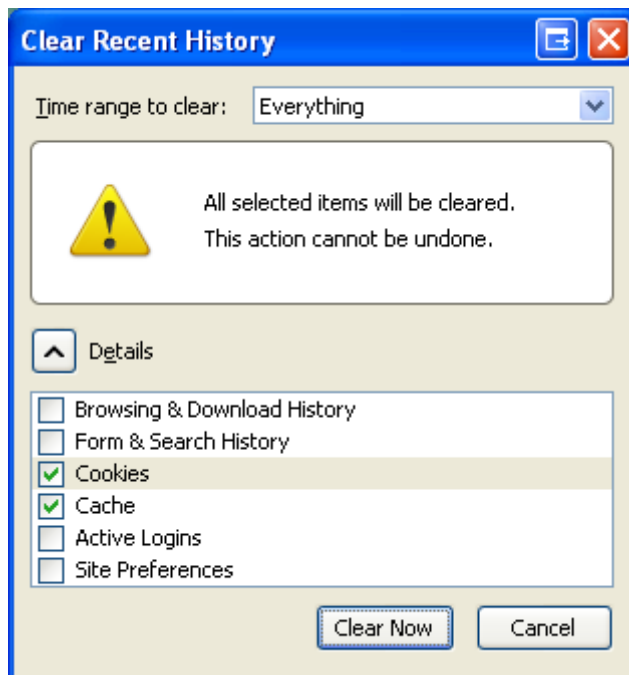 Clear Recent History
Time range to clear: Everything
All selected items will be cleared.
This action cannot be undone.
Details
Browsing & Download History
Form & Search History
Cookies
Cache
Active Logins
Site Preferences
Clear Now Cancel